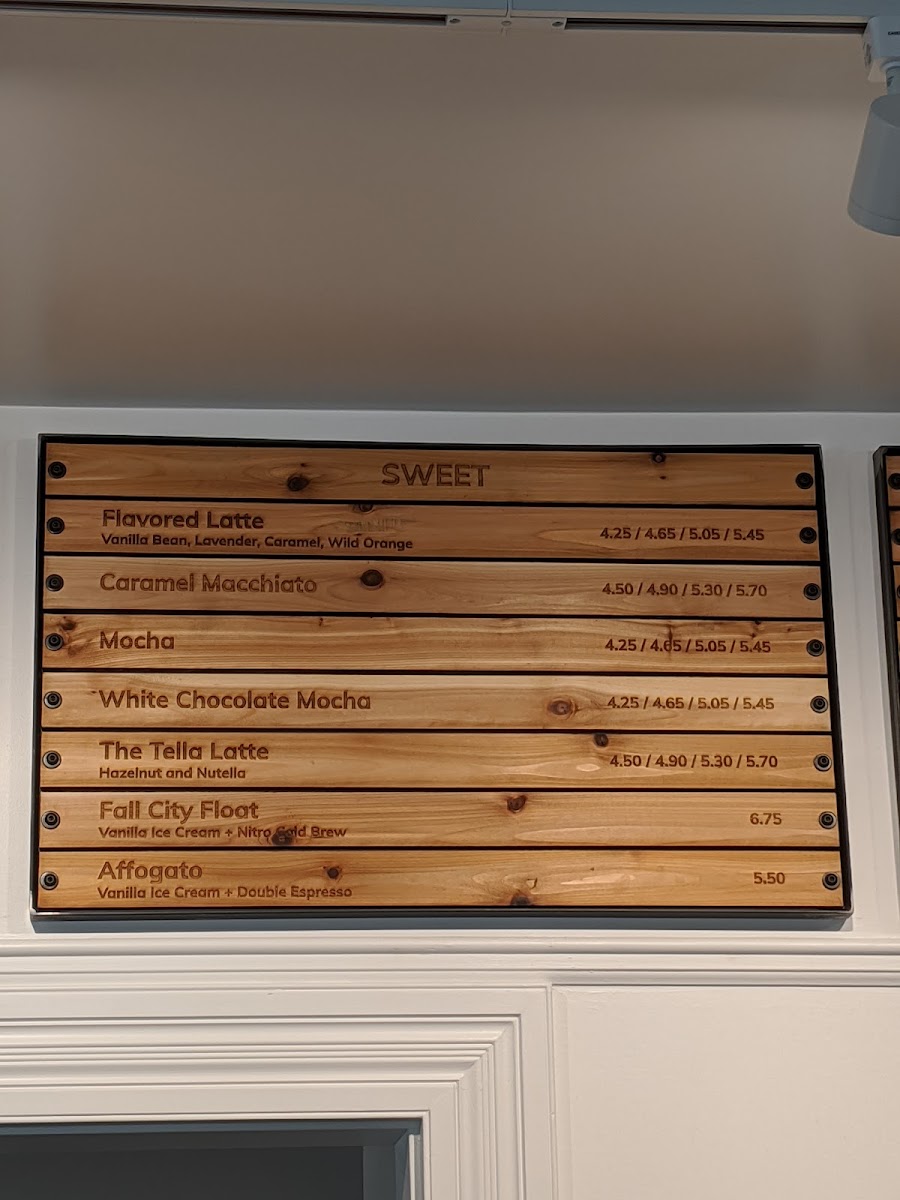 SWEET
Flavored Latte 4.25 / 4.65 / 5.05 / 5.45
Vanilla Bean, Lavender, Caramel, Wild Orange
Caramel Macchiato 4.50 / 4.90 / 5.30 / 5.70
Mocha 4.25 / 4.65 / 5.05 / 5.45
White Chocolate Mocha 4.25 / 4.65 / 5.05 / 5.45
The Tella Latte 4.50 / 4.90 / 5.30 / 5.70
Hazelnut and Nutella
Fall City Float 6.75
Vanilla Ice Cream + Nitro Cold Brew
Affogato 5.50
Vanilla Ice Cream + Double Espresso